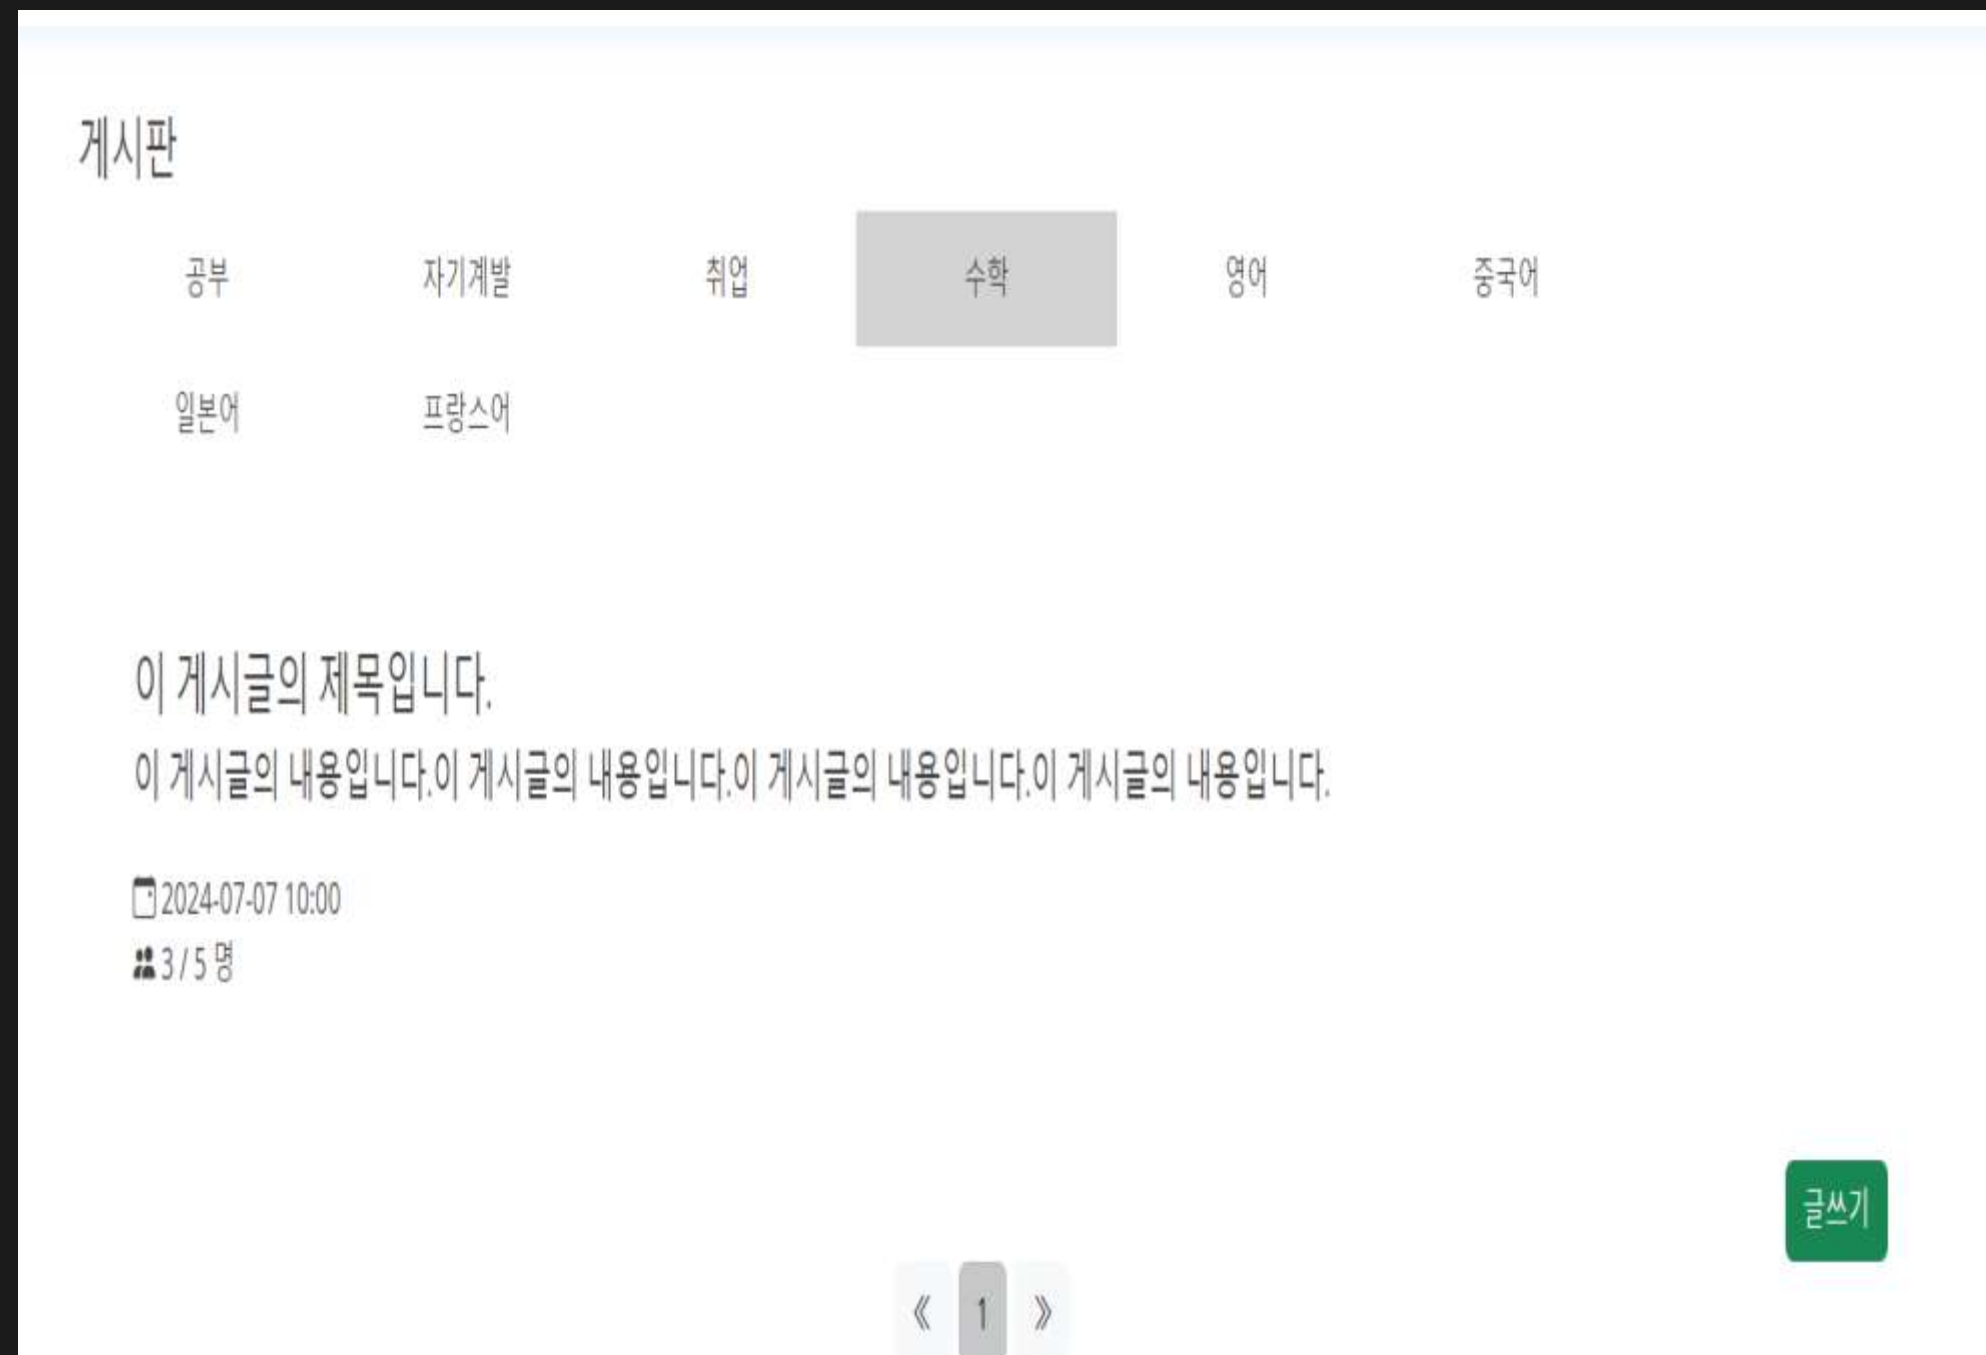 게시판
공부 자기계발 취업 수학 영어 중국어
일본어 프랑스어
이 게시글의 제목입니다.
이 게시글의 내용입니다.이 게시글의 내용입니다.이 게시글의 내용입니다.이 게시글의 내용입니다.
2024-07-07 10:00
3 / 5 명
글쓰기
《 1 》